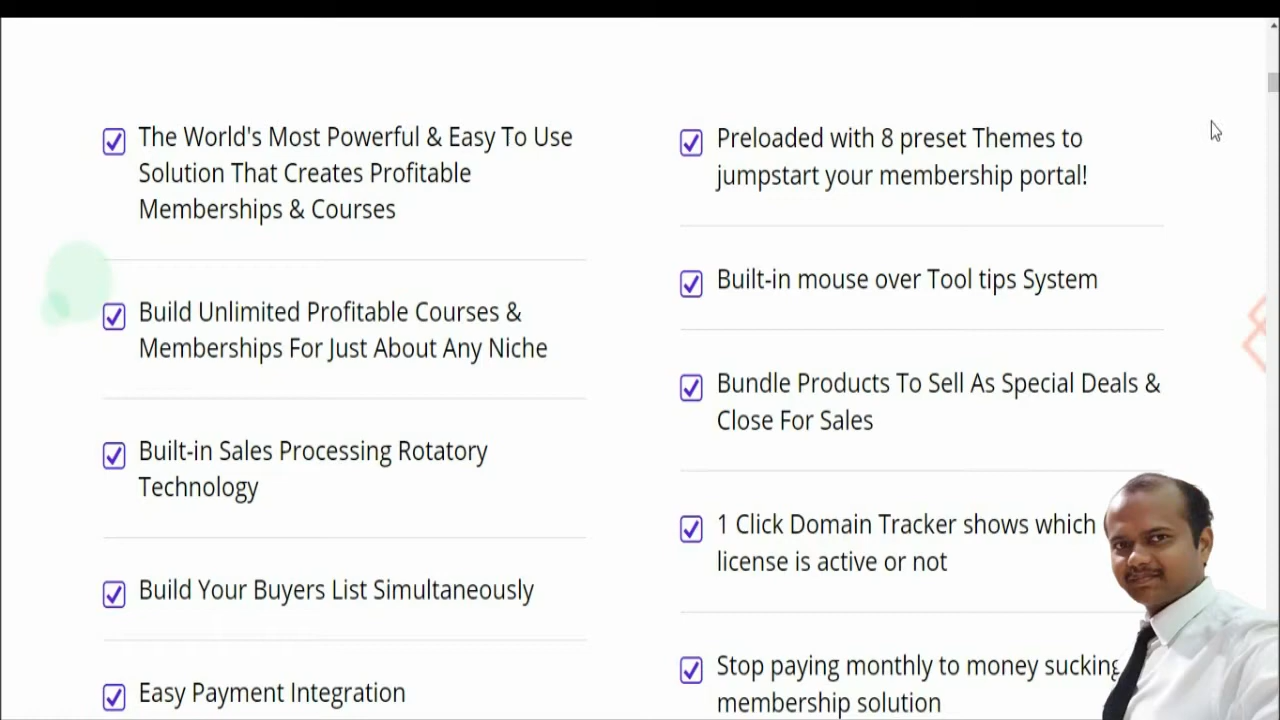 The World's Most Powerful & Easy To Use
Solution That Creates Profitable
Memberships & Courses
Build Unlimited Profitable Courses &
Memberships For Just About Any Niche
Built-in Sales Processing Rotatory
Technology
Build Your Buyers List Simultaneously
Easy Payment Integration
Preloaded with 8 preset Themes to
jumpstart your membership portal!
Built-in mouse over Tool tips System
Bundle Products To Sell As Special Deals &
Close For Sales
1 Click Domain Tracker shows which
license is active or not
Stop paying monthly to money sucking
membership solution